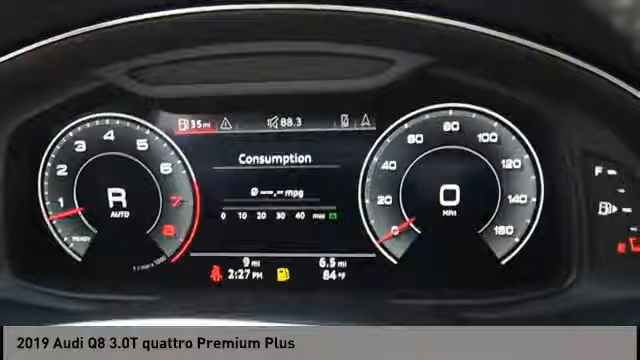 35 mi 88.3
Consumption
Ø --.- mpg
0 10 20 30 40 mpg
9 mi 6.5 mi
2:27 PM 84 °F
1 2 3 4 5 6 7 8
READY
1 / min x 1000
R
AUTO
0 20 40 60 80 100 120 140 160
0
MPH
F
2019 Audi Q8 3.0T quattro Premium Plus